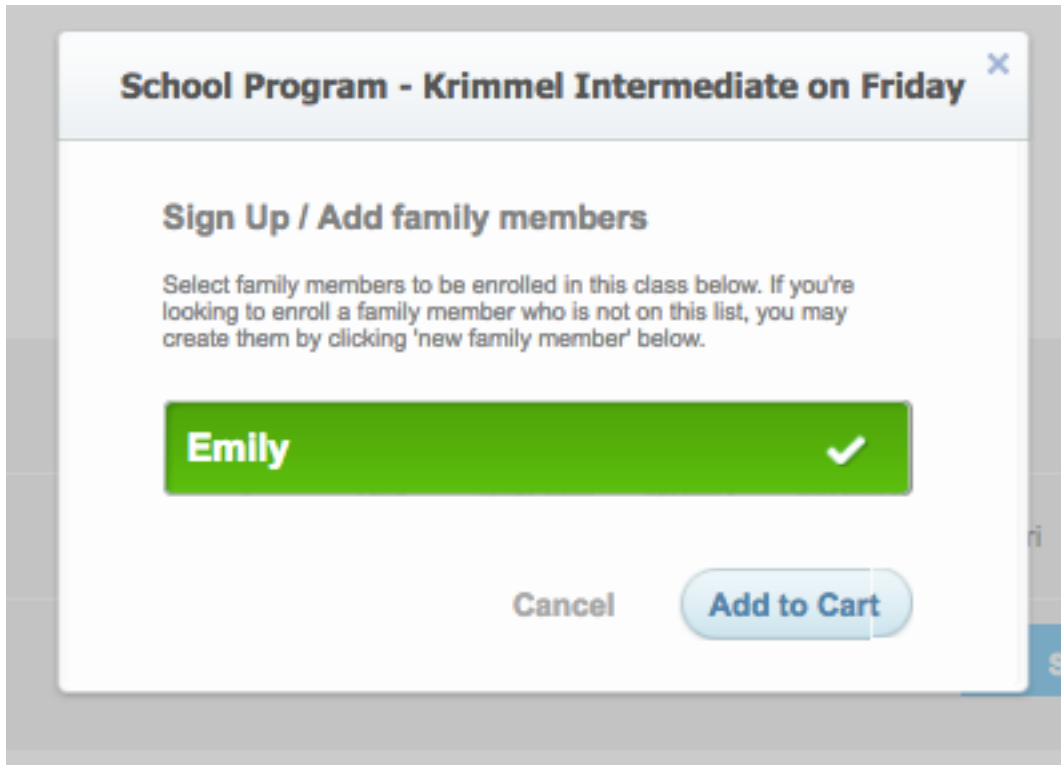 School Program - Krimmel Intermediate on Friday
×
Sign Up / Add family members
Select family members to be enrolled in this class below. If you're
looking to enroll a family member who is not on this list, you may
create them by clicking 'new family member' below.
Emily
ri
Cancel
Add to Cart
S